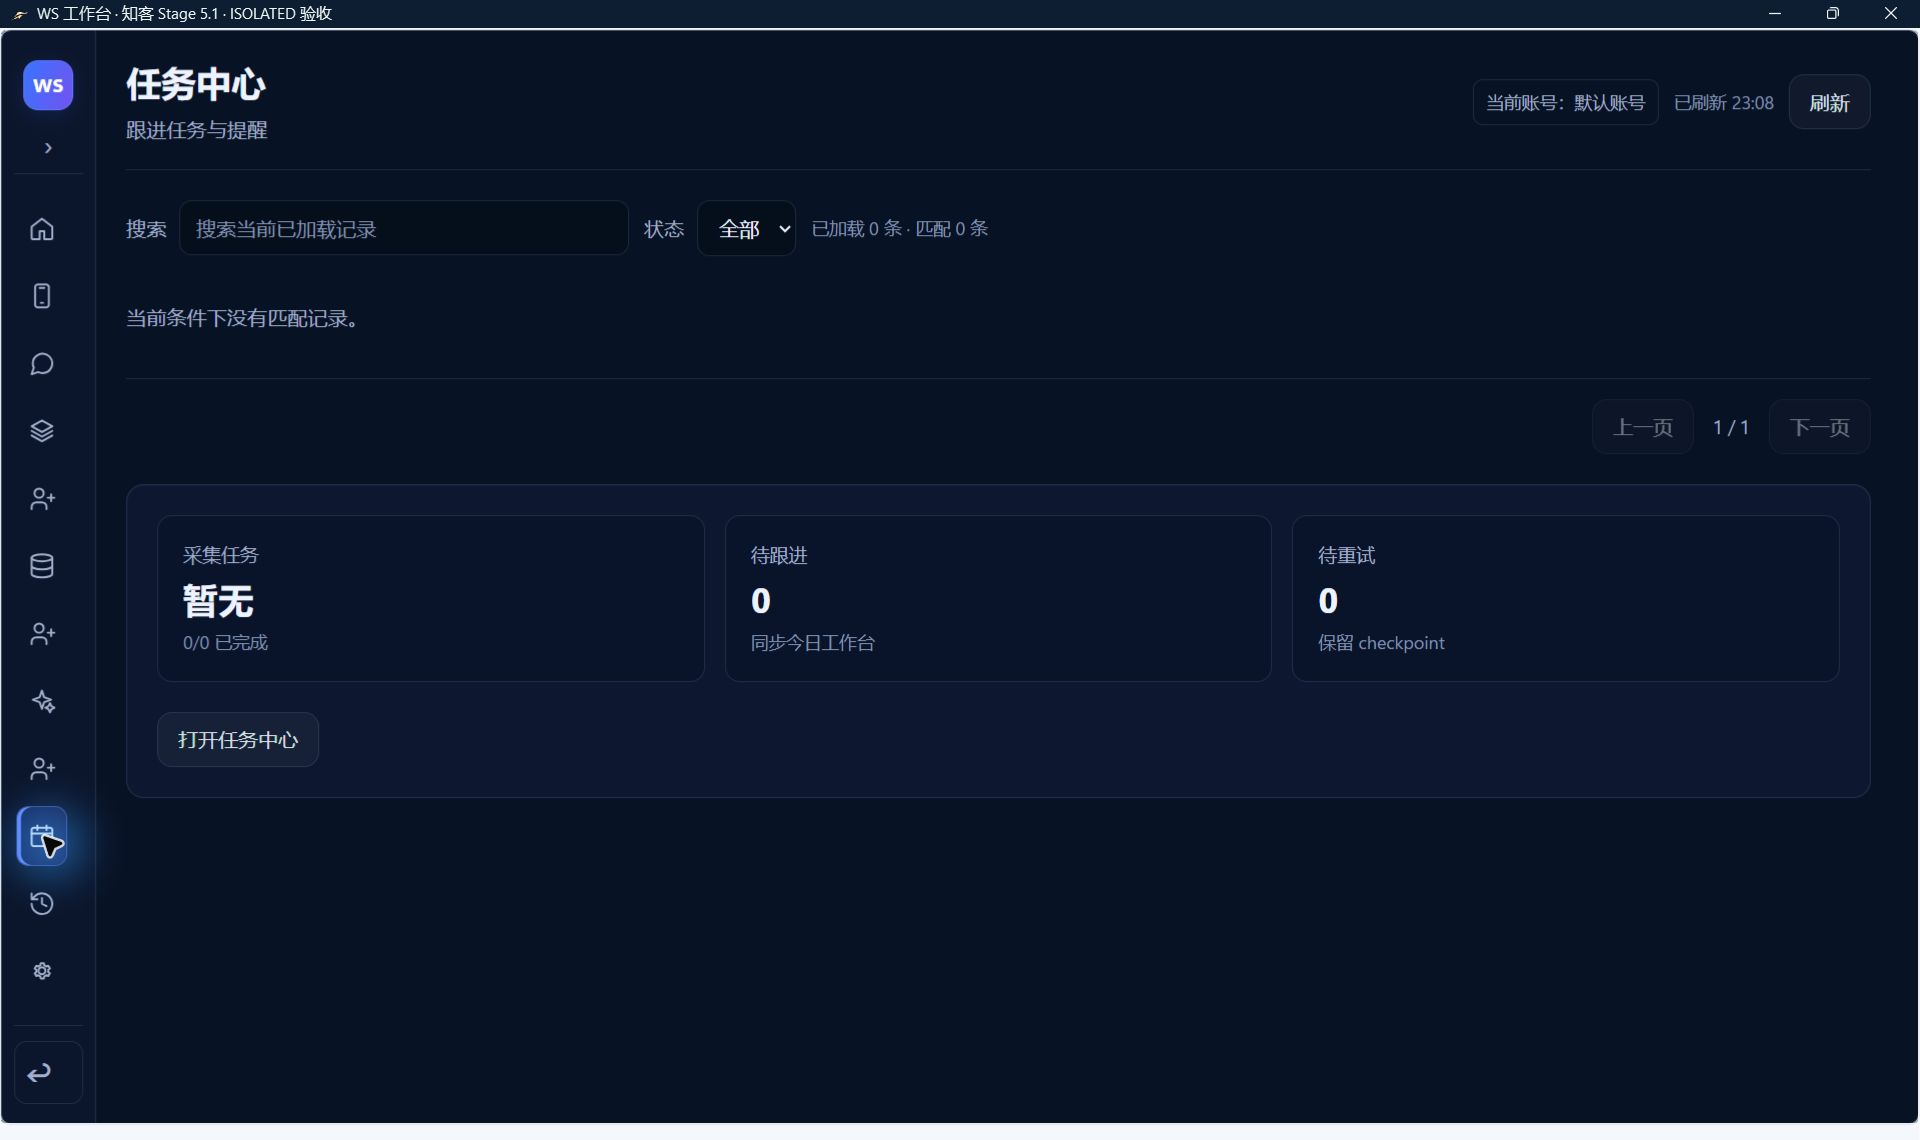 WS 工作台 · 知客 Stage 5.1 · ISOLATED 验收
WS
任务中心
跟进任务与提醒
当前账号：默认账号
已刷新 23:08
刷新
搜索
搜索当前已加载记录
状态
全部
已加载 0 条 · 匹配 0 条
当前条件下没有匹配记录。
上一页
1 / 1
下一页
采集任务
暂无
0/0 已完成
待跟进
0
同步今日工作台
待重试
0
保留 checkpoint
打开任务中心